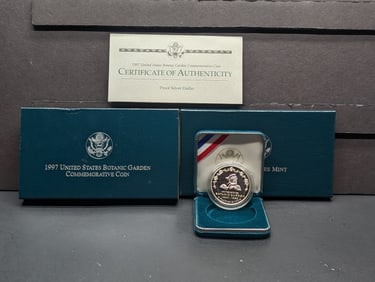 1997 United States Botanic Garden Commemorative Coin
CERTIFICATE OF AUTHENTICITY
Proof Silver Dollar
1997 UNITED STATES BOTANIC GARDEN
COMMEMORATIVE COIN
ES MINT